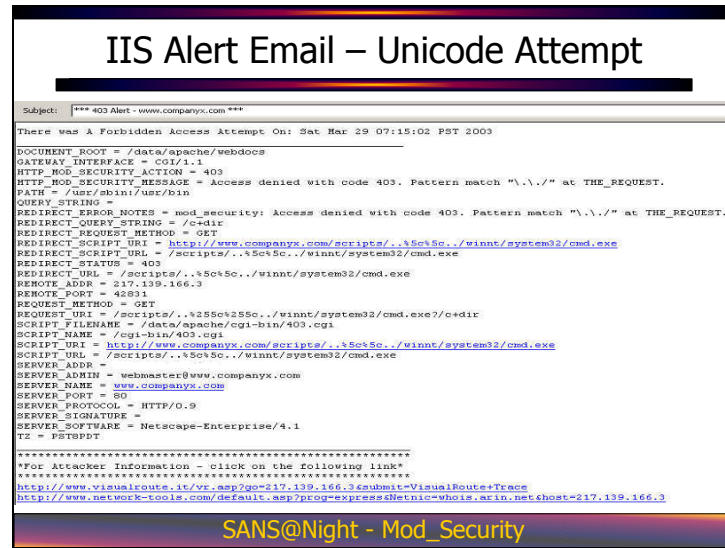 IIS Alert Email – Unicode Attempt
Subject: *** 403 Alert - www.companyx.com ***
There was A Forbidden Access Attempt On: Sat Mar 29 07:15:02 PST 2003
DOCUMENT_ROOT = /data/apache/webdocs
GATEWAY_INTERFACE = CGI/1.1
HTTP_MOD_SECURITY_ACTION = 403
HTTP_MOD_SECURITY_MESSAGE = Access denied with code 403. Pattern match "\.\./" at THE_REQUEST.
PATH = /usr/sbin:/usr/bin
QUERY_STRING =
REDIRECT_ERROR_NOTES = mod_security: Access denied with code 403. Pattern match "\.\./" at THE_REQUEST.
REDIRECT_QUERY_STRING = /c+dir
REDIRECT_REQUEST_METHOD = GET
REDIRECT_SCRIPT_URI = http://www.companyx.com/scripts/..%5c%5c../winnt/system32/cmd.exe
REDIRECT_SCRIPT_URL = /scripts/..%5c%5c../winnt/system32/cmd.exe
REDIRECT_STATUS = 403
REDIRECT_URL = /scripts/..%5c%5c../winnt/system32/cmd.exe
REMOTE_ADDR = 217.139.166.3
REMOTE_PORT = 42831
REQUEST_METHOD = GET
REQUEST_URI = /scripts/..%255c%255c../winnt/system32/cmd.exe?/c+dir
SCRIPT_FILENAME = /data/apache/cgi-bin/403.cgi
SCRIPT_NAME = /cgi-bin/403.cgi
SCRIPT_URI = http://www.companyx.com/scripts/..%5c%5c../winnt/system32/cmd.exe
SCRIPT_URL = /scripts/..%5c%5c../winnt/system32/cmd.exe
SERVER_ADDR =
SERVER_ADMIN = webmaster@www.companyx.com
SERVER_NAME = www.companyx.com
SERVER_PORT = 80
SERVER_PROTOCOL = HTTP/0.9
SERVER_SIGNATURE =
SERVER_SOFTWARE = Netscape-Enterprise/4.1
TZ = PST8PDT
********************************************************
*For Attacker Information - click on the following link*
********************************************************
http://www.visualroute.it/vr.asp?go=217.139.166.3&submit=VisualRoute+Trace
http://www.network-tools.com/default.asp?prog=express&Netnic=whois.arin.net&host=217.139.166.3
SANS@Night - Mod_Security